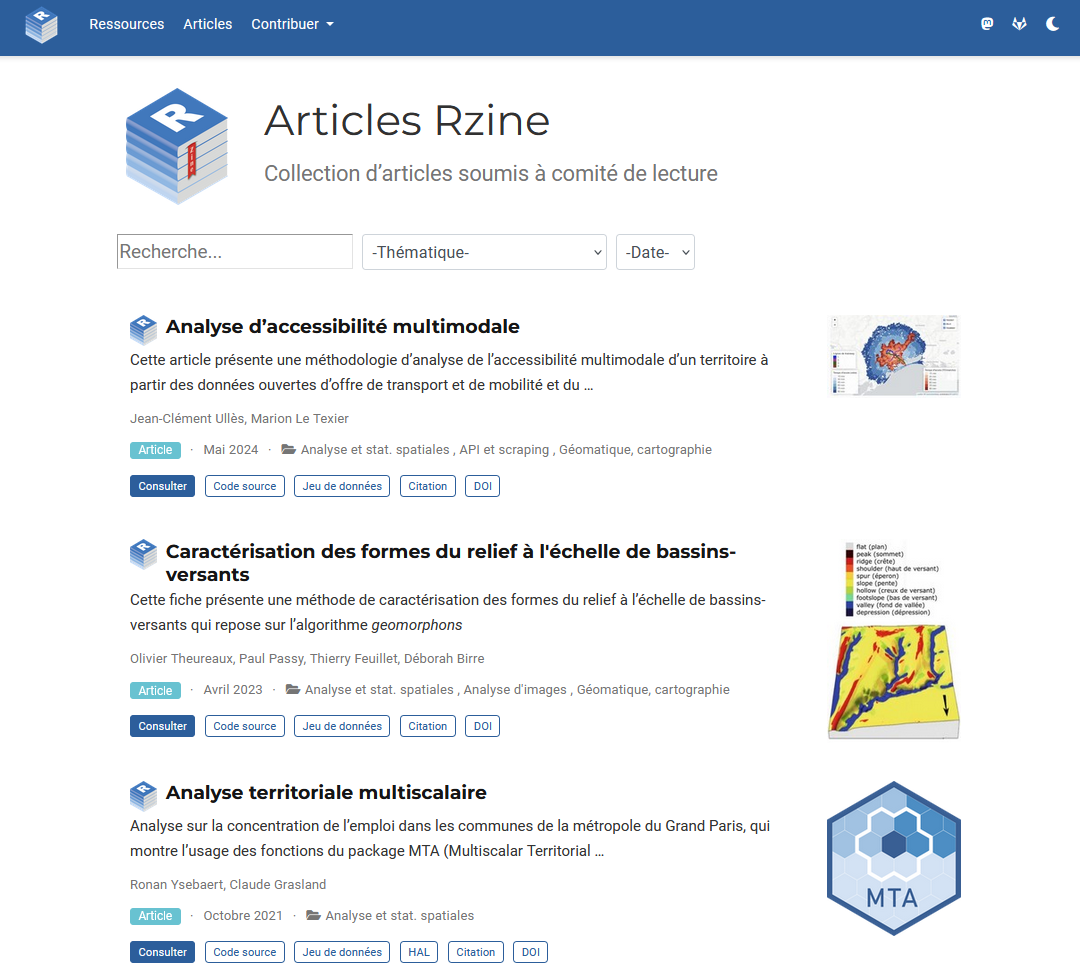 Ressources Articles Contribuer
R
Zine
Articles Rzine
Collection d’articles soumis à comité de lecture
Recherche... -Thématique- -Date-
Analyse d’accessibilité multimodale
Cette article présente une méthodologie d’analyse de l’accessibilité multimodale d’un territoire à
partir des données ouvertes d’offre de transport et de mobilité et du ...
Jean-Clément Ullès, Marion Le Texier
Article · Mai 2024 · Analyse et stat. spatiales , API et scraping , Géomatique, cartographie
Consulter Code source Jeu de données Citation DOI
Caractérisation des formes du relief à l'échelle de bassins-
versants
Cette fiche présente une méthode de caractérisation des formes du relief à l’échelle de bassins-
versants qui repose sur l’algorithme geomorphons
Olivier Theureaux, Paul Passy, Thierry Feuillet, Déborah Birre
Article · Avril 2023 · Analyse et stat. spatiales , Analyse d'images , Géomatique, cartographie
Consulter Code source Jeu de données Citation DOI
flat (plan)
peak (sommet)
ridge (crête)
shoulder (haut de versant)
spur (éperon)
slope (pente)
hollow (creux de versant)
footslope (bas de versant)
valley (fond de vallée)
depression (dépression)
Analyse territoriale multiscalaire
Analyse sur la concentration de l’emploi dans les communes de la métropole du Grand Paris, qui
montre l’usage des fonctions du package MTA (Multiscalar Territorial ...
Ronan Ysebaert, Claude Grasland
Article · Octobre 2021 · Analyse et stat. spatiales
Consulter Code source Jeu de données HAL Citation DOI
MTA